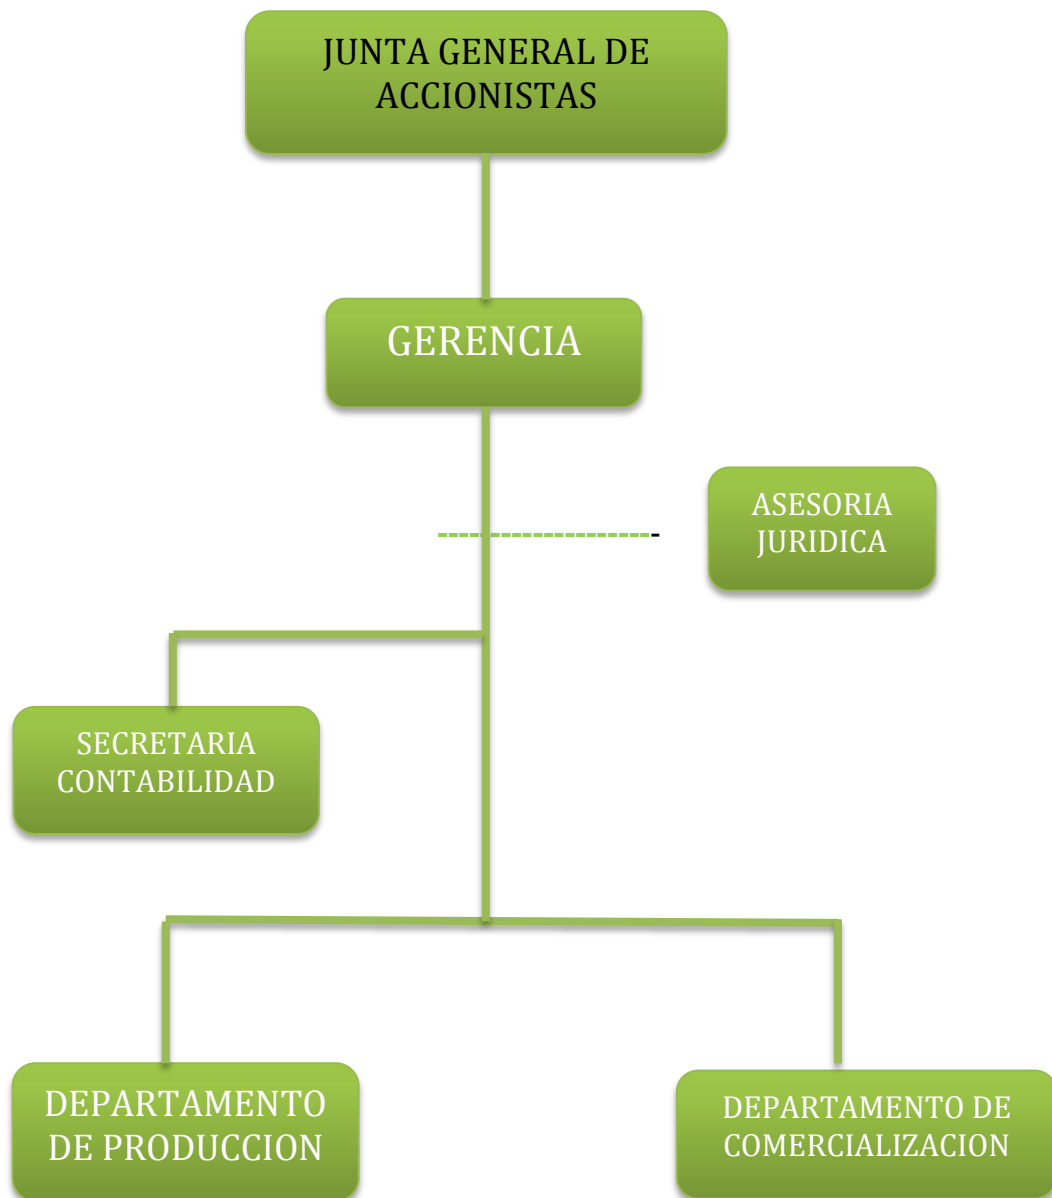 JUNTA GENERAL DE
ACCIONISTAS
GERENCIA
ASESORIA
JURIDICA
SECRETARIA
CONTABILIDAD
DEPARTAMENTO
DE PRODUCCION
DEPARTAMENTO DE
COMERCIALIZACION